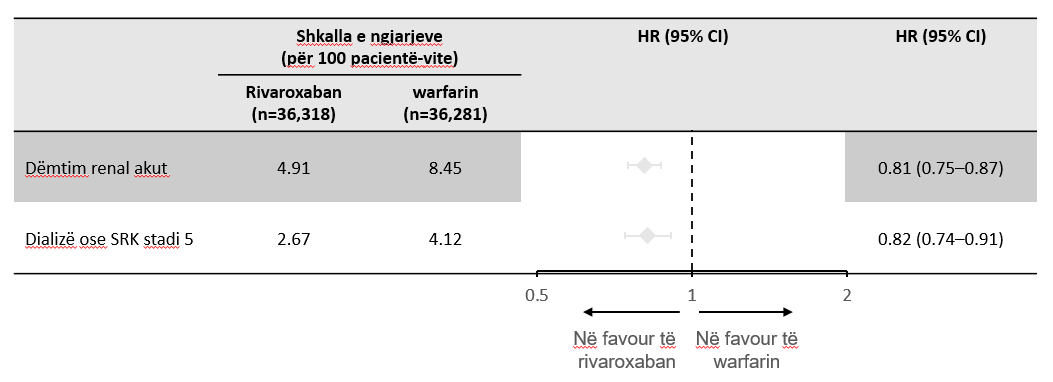 Shkalla e ngjarjeve
(për 100 pacientë-vite)
HR (95% CI)
HR (95% CI)
Rivaroxaban
(n=36,318)
warfarin
(n=36,281)
Dëmtim renal akut
4.91
8.45
0.81 (0.75–0.87)
Dializë ose SRK stadi 5
2.67
4.12
0.82 (0.74–0.91)
0.5
1
2
Në favour të
rivaroxaban
Në favour të
warfarin